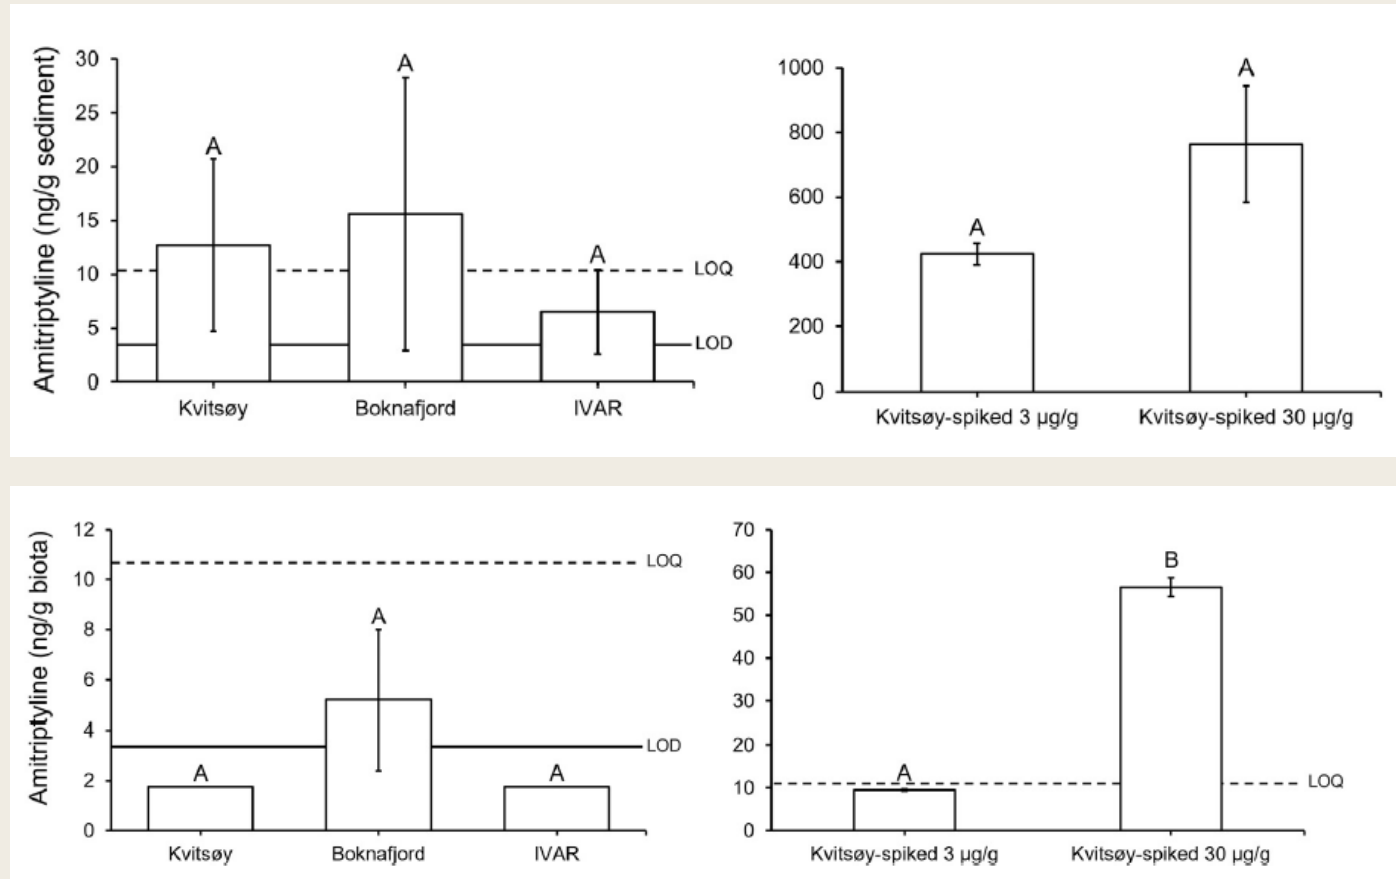 Amitriptyline (ng/g sediment)
30
25
20
15
10
5
0
A
A
A
LOQ
LOD
Kvitsøy
Boknafjord
IVAR
1000
800
600
400
200
0
A
A
Kvitsøy-spiked 3 µg/g
Kvitsøy-spiked 30 µg/g
Amitriptyline (ng/g biota)
12
10
8
6
4
2
0
LOQ
A
LOD
A
A
Kvitsøy
Boknafjord
IVAR
70
60
50
40
30
20
10
0
B
A
LOQ
Kvitsøy-spiked 3 µg/g
Kvitsøy-spiked 30 µg/g